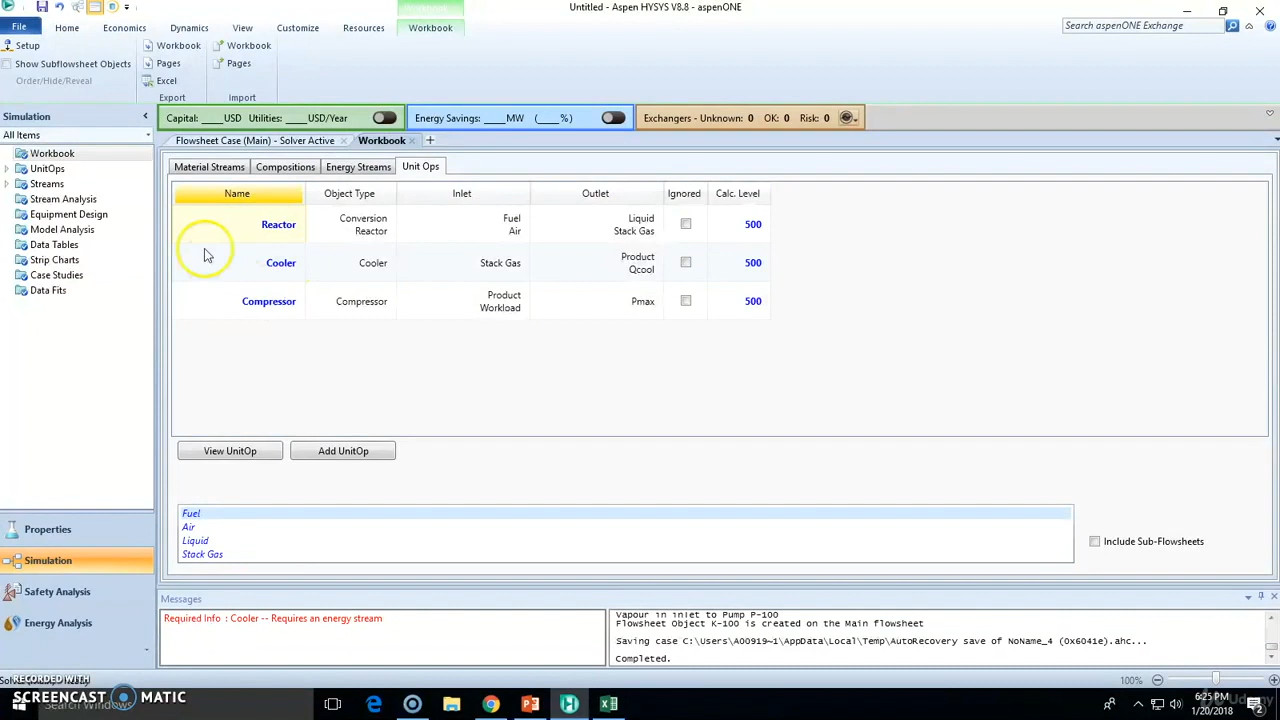 Workbook
Untitled - Aspen HYSYS V8.8 - aspenONE
File Home Economics Dynamics View Customize Resources Workbook
Search aspenONE Exchange
Setup
Show Subflowsheet Objects
Order/Hide/Reveal
Workbook
Pages
Excel
Export
Workbook
Pages
Import
Capital: ____USD Utilities: ____USD/Year
Energy Savings: ____MW (____%)
Exchangers - Unknown: 0 OK: 0 Risk: 0
Simulation
All Items
Workbook
UnitOps
Streams
Stream Analysis
Equipment Design
Model Analysis
Data Tables
Strip Charts
Case Studies
Data Fits
Properties
Simulation
Safety Analysis
Energy Analysis
Flowsheet Case (Main) - Solver Active Workbook
Material Streams Compositions Energy Streams Unit Ops
Name Object Type Inlet Outlet Ignored Calc. Level
Reactor Conversion Reactor Fuel Air Liquid Stack Gas 500
Cooler Cooler Stack Gas Product Qcool 500
Compressor Compressor Product Workload Pmax 500
View UnitOp Add UnitOp
Fuel
Air
Liquid
Stack Gas
Include Sub-Flowsheets
Messages
Required Info : Cooler -- Requires an energy stream
Vapour in inlet to Pump P-100
Flowsheet Object K-100 is created on the Main flowsheet
Saving case C:\Users\A00919~1\AppData\Local\Temp\AutoRecovery save of NoName_4 (0x6041e).ahc...
Completed.
100%
RECORDED WITH
SCREENCAST MATIC
Search Windows
6:25 PM
1/20/2018
Udemy